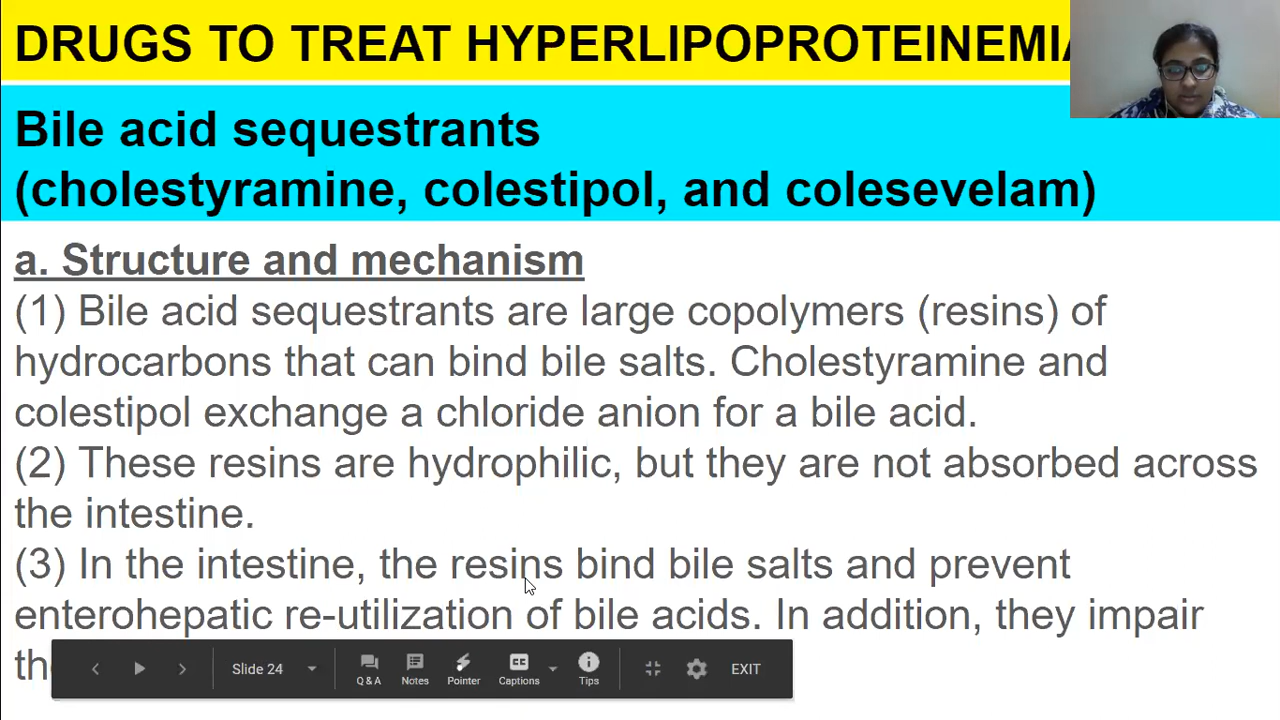 DRUGS TO TREAT HYPERLIPOPROTEINEMIA
Bile acid sequestrants
(cholestyramine, colestipol, and colesevelam)
a. Structure and mechanism
(1) Bile acid sequestrants are large copolymers (resins) of
hydrocarbons that can bind bile salts. Cholestyramine and
colestipol exchange a chloride anion for a bile acid.
(2) These resins are hydrophilic, but they are not absorbed across
the intestine.
(3) In the intestine, the resins bind bile salts and prevent
enterohepatic re-utilization of bile acids. In addition, they impair
Slide 24
Q & A
Notes
Pointer
CC
Captions
Tips
EXIT